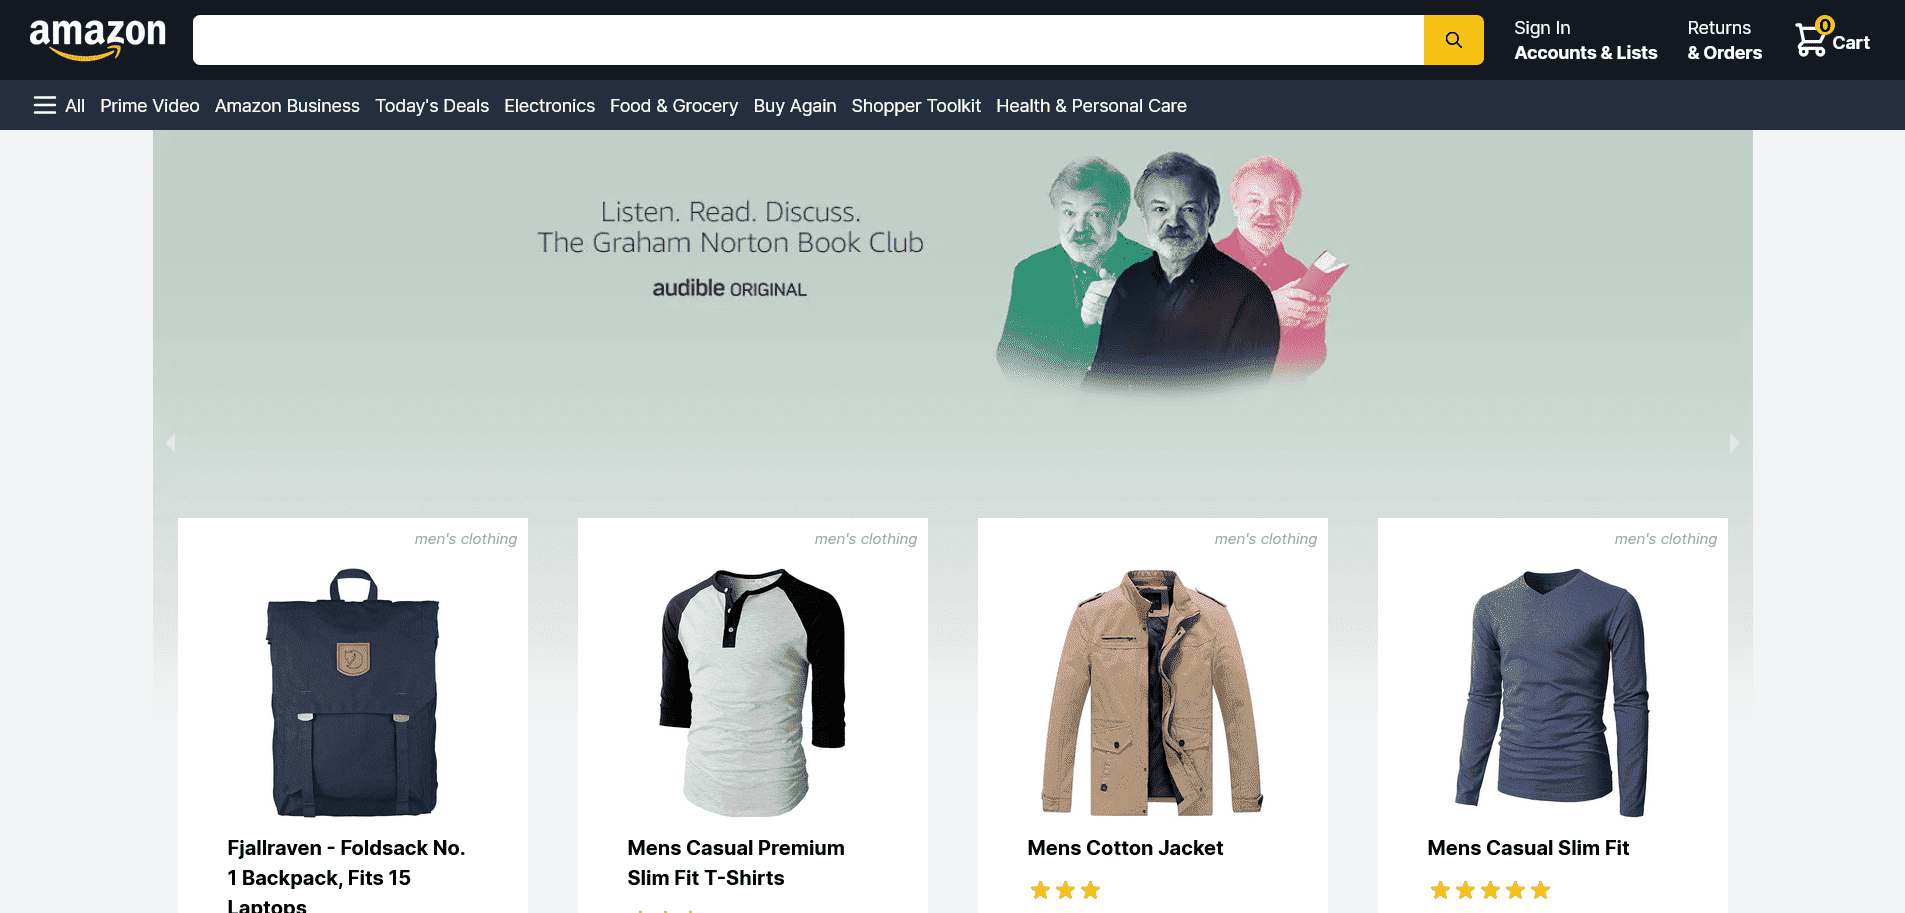 amazon
Sign In
Accounts & Lists
Returns
& Orders
0
Cart
All Prime Video Amazon Business Today's Deals Electronics Food & Grocery Buy Again Shopper Toolkit Health & Personal Care
Listen. Read. Discuss.
The Graham Norton Book Club
audible ORIGINAL
men's clothing
Fjallraven - Foldsack No.
1 Backpack, Fits 15
Laptops
men's clothing
Mens Casual Premium
Slim Fit T-Shirts
men's clothing
Mens Cotton Jacket
men's clothing
Mens Casual Slim Fit